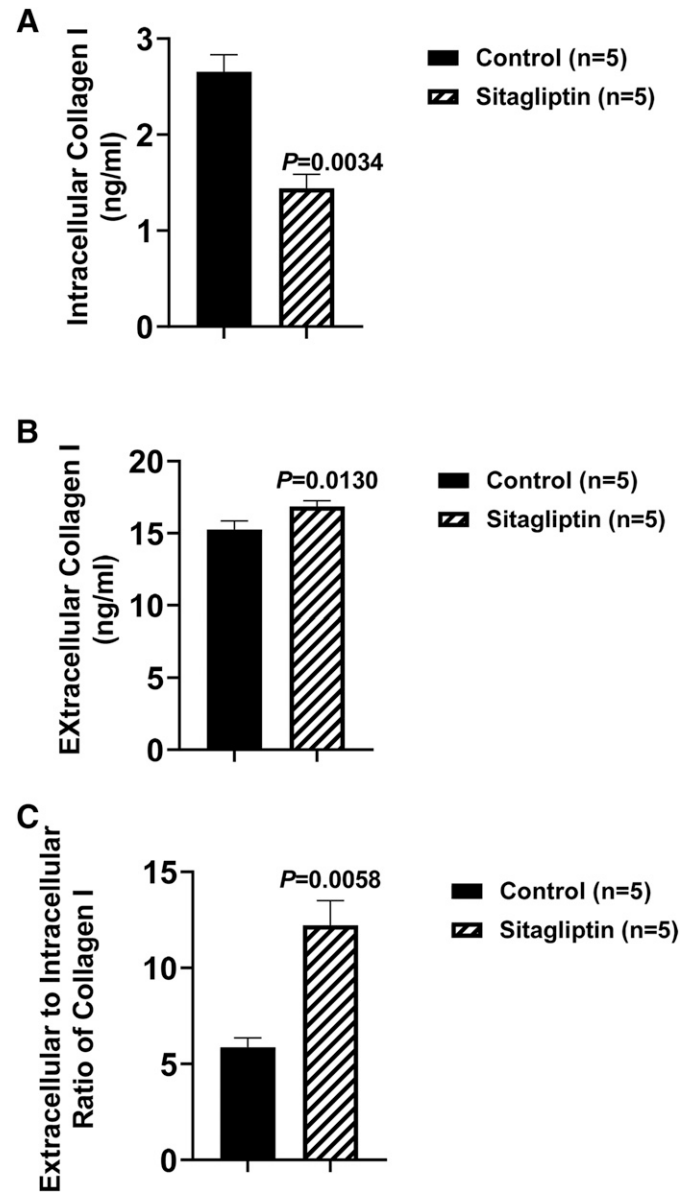 A
Intracellular Collagen I
(ng/ml)
3
2
1
0
P=0.0034
Control (n=5)
Sitagliptin (n=5)
B
EXtracellular Collagen I
(ng/ml)
20
15
10
5
0
P=0.0130
Control (n=5)
Sitagliptin (n=5)
C
Extracellular to Intracellular
Ratio of Collagen I
15
10
5
0
P=0.0058
Control (n=5)
Sitagliptin (n=5)